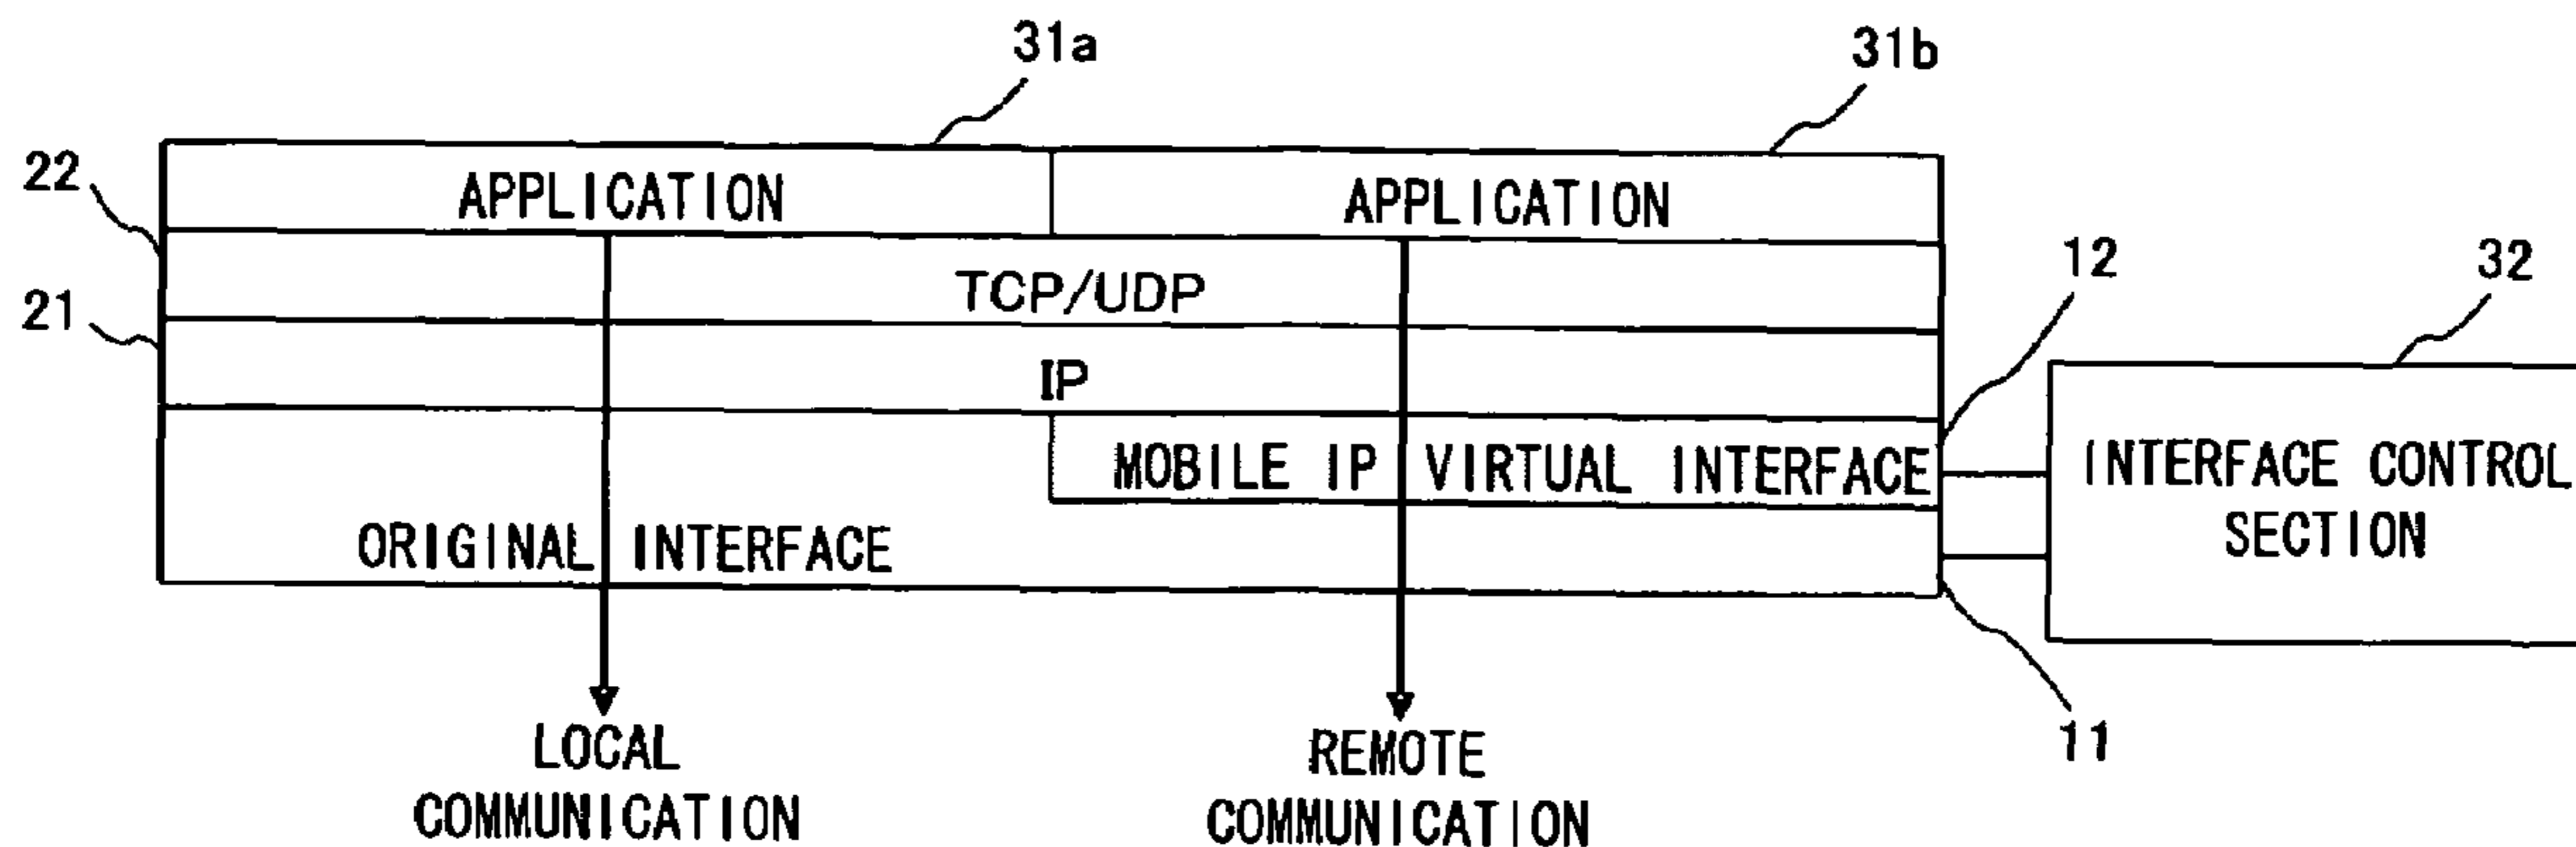 31a
31b
22
APPLICATION
APPLICATION
12
32
21
TCP/UDP
IP
MOBILE IP VIRTUAL INTERFACE
INTERFACE CONTROL
SECTION
ORIGINAL INTERFACE
11
LOCAL
COMMUNICATION
REMOTE
COMMUNICATION